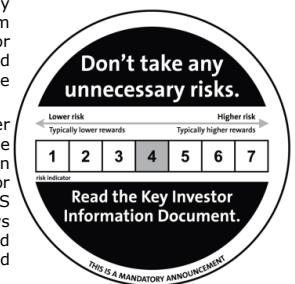 Don't take any
unnecessary risks.
Lower risk Higher risk
Typically lower rewards Typically higher rewards
1 2 3 4 5 6 7
risk indicator
Read the Key Investor
Information Document.
THIS IS A MANDATORY ANNOUNCEMENT